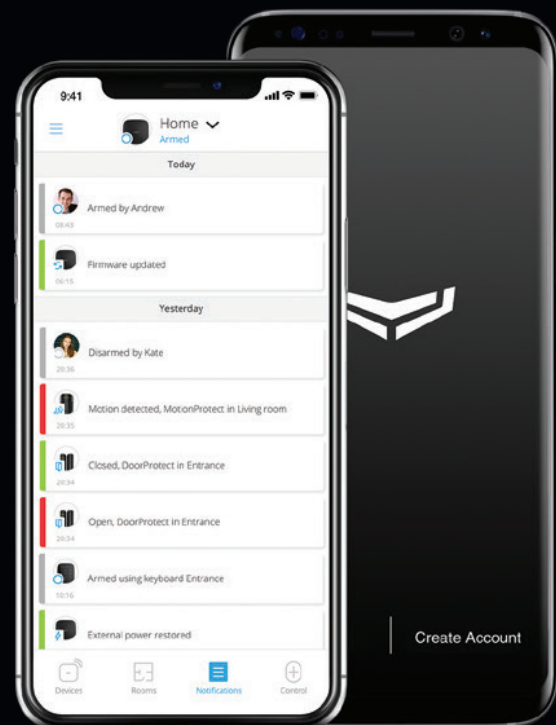 9:41
Home
Armed
Today
Armed by Andrew
08:43
Firmware updated
06:15
Yesterday
Disarmed by Kate
20:36
Motion detected, MotionProtect in Living room
20:35
Closed, DoorProtect in Entrance
20:34
Open, DoorProtect in Entrance
20:34
Armed using keyboard Entrance
10:16
External power restored
Devices
Rooms
Notifications
Control
Create Account